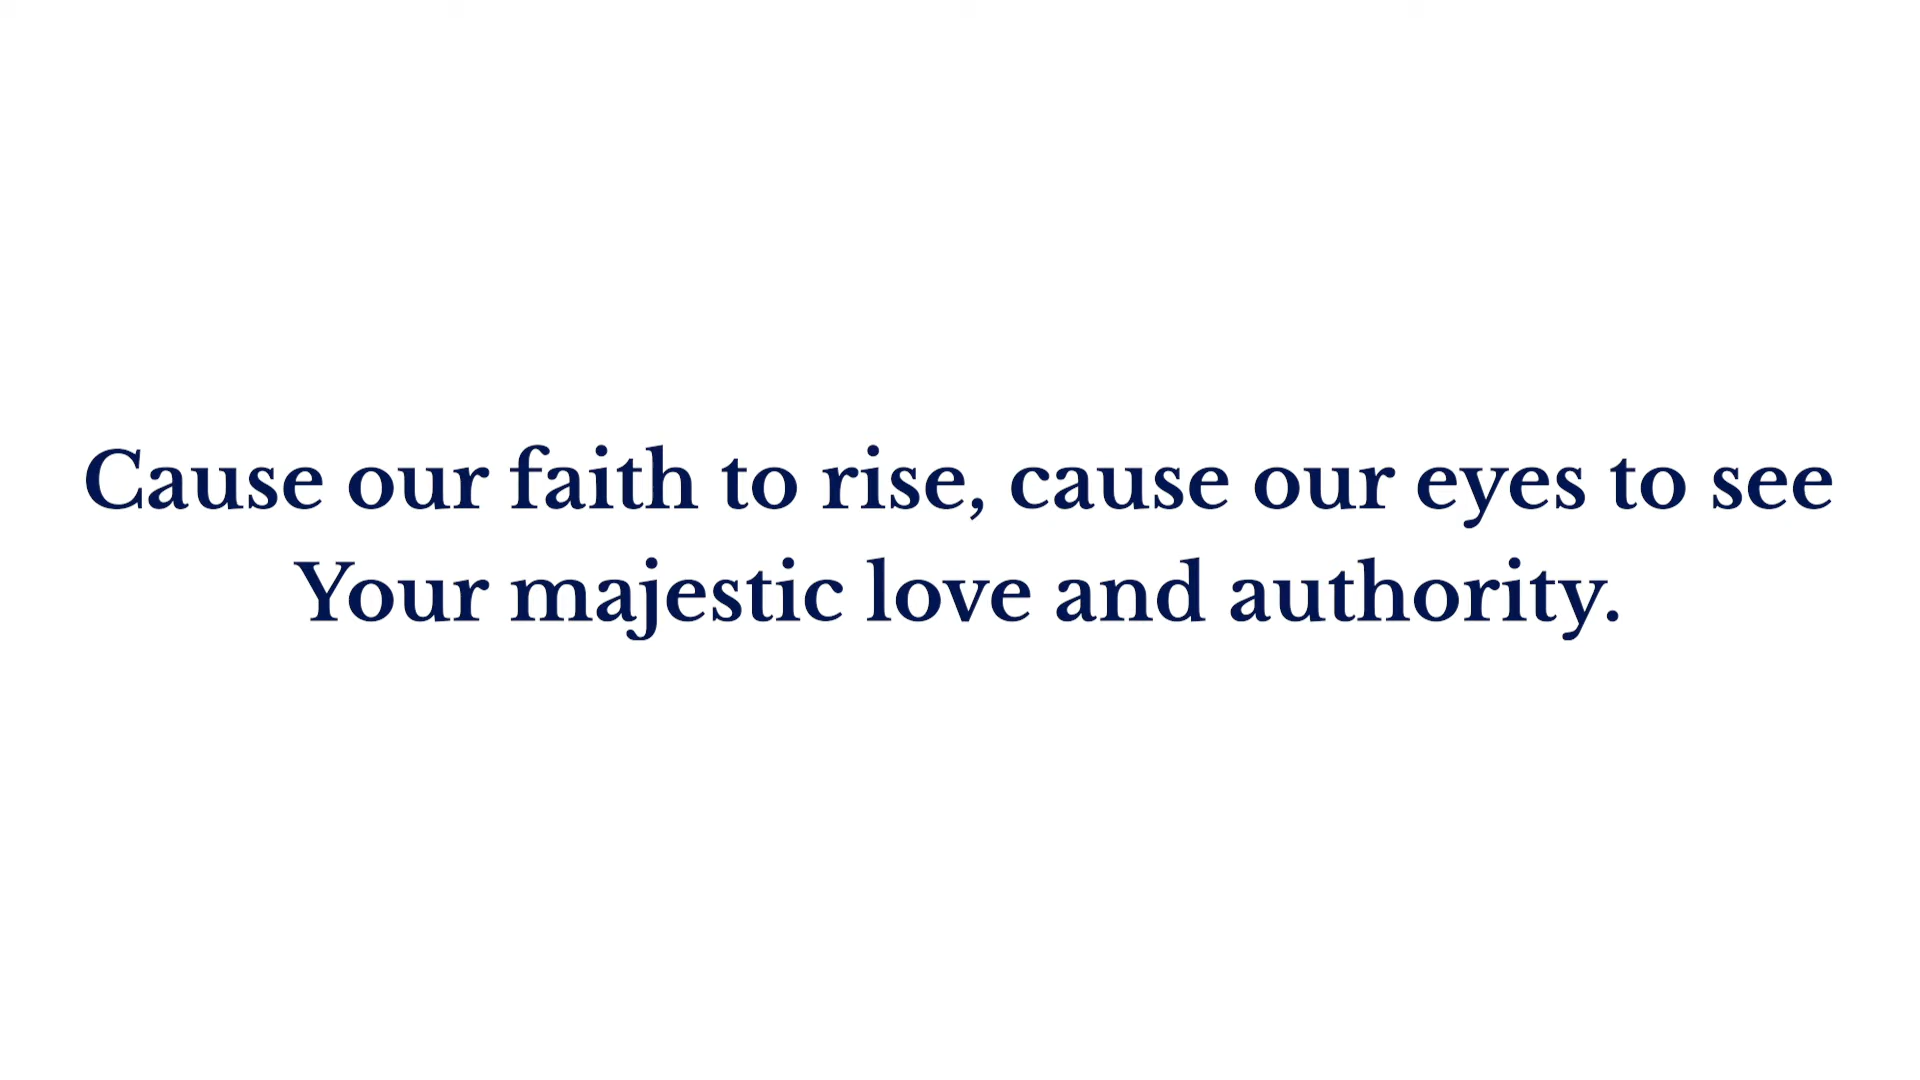 Cause our faith to rise, cause our eyes to see
Your majestic love and authority.